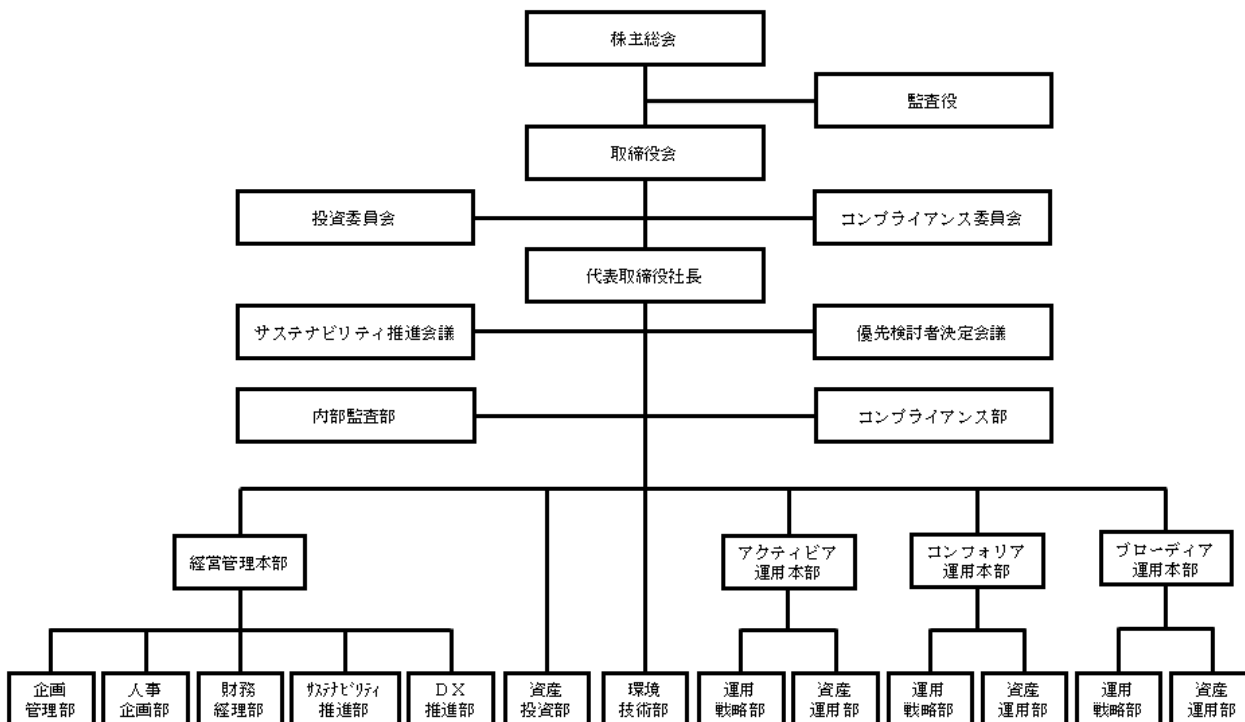 株主総会
監査役
取締役会
投資委員会
コンプライアンス委員会
代表取締役社長
サステナビリティ推進会議
優先検討者決定会議
内部監査部
コンプライアンス部
経営管理本部
アクティビア
運用本部
コンフォリア
運用本部
ブローディア
運用本部
企画
管理部
人事
企画部
財務
経理部
ｻｽﾃﾅﾋﾞﾘﾃｨ
推進部
ＤＸ
推進部
資産
投資部
環境
技術部
運用
戦略部
資産
運用部
運用
戦略部
資産
運用部
運用
戦略部
資産
運用部